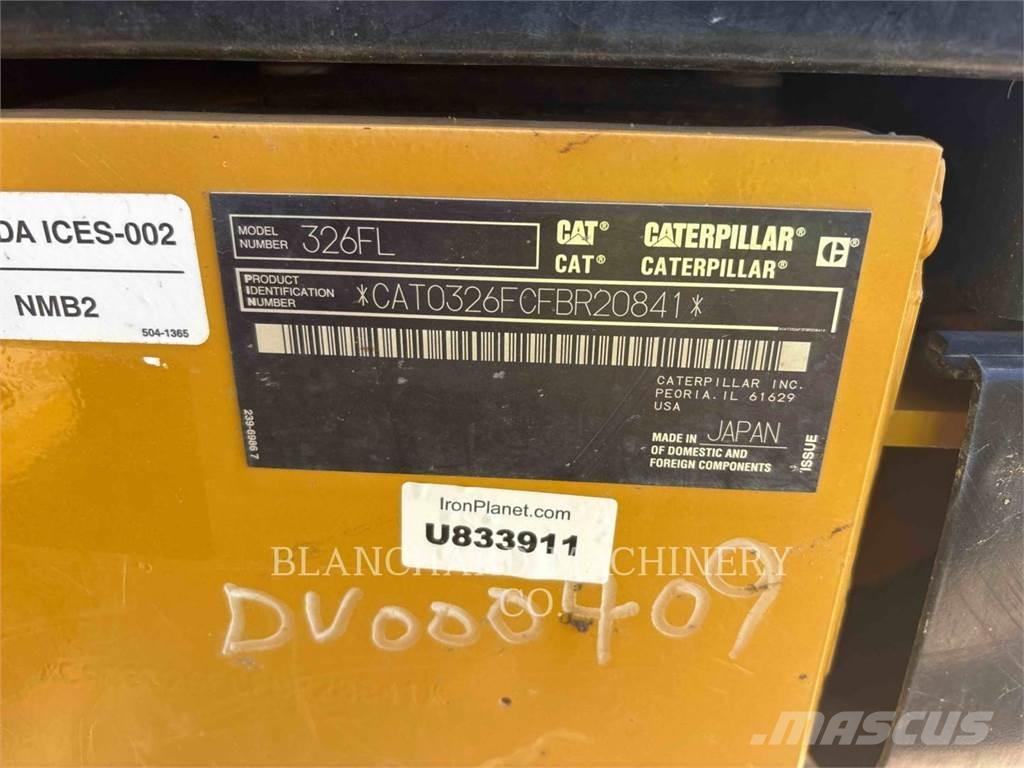 DA ICES-002
NMB2
504-1365
MODEL NUMBER 326FL
CAT® CATERPILLAR®
CAT® CATERPILLAR®
PRODUCT IDENTIFICATION NUMBER *CAT0326FCFBR20841*
CATERPILLAR INC.
PEORIA, IL 61629
USA
MADE IN JAPAN
OF DOMESTIC AND
FOREIGN COMPONENTS
ISSUE
239-6986 7
IronPlanet.com
U833911
MACHINERY
CO.
DV000409
MASCUS